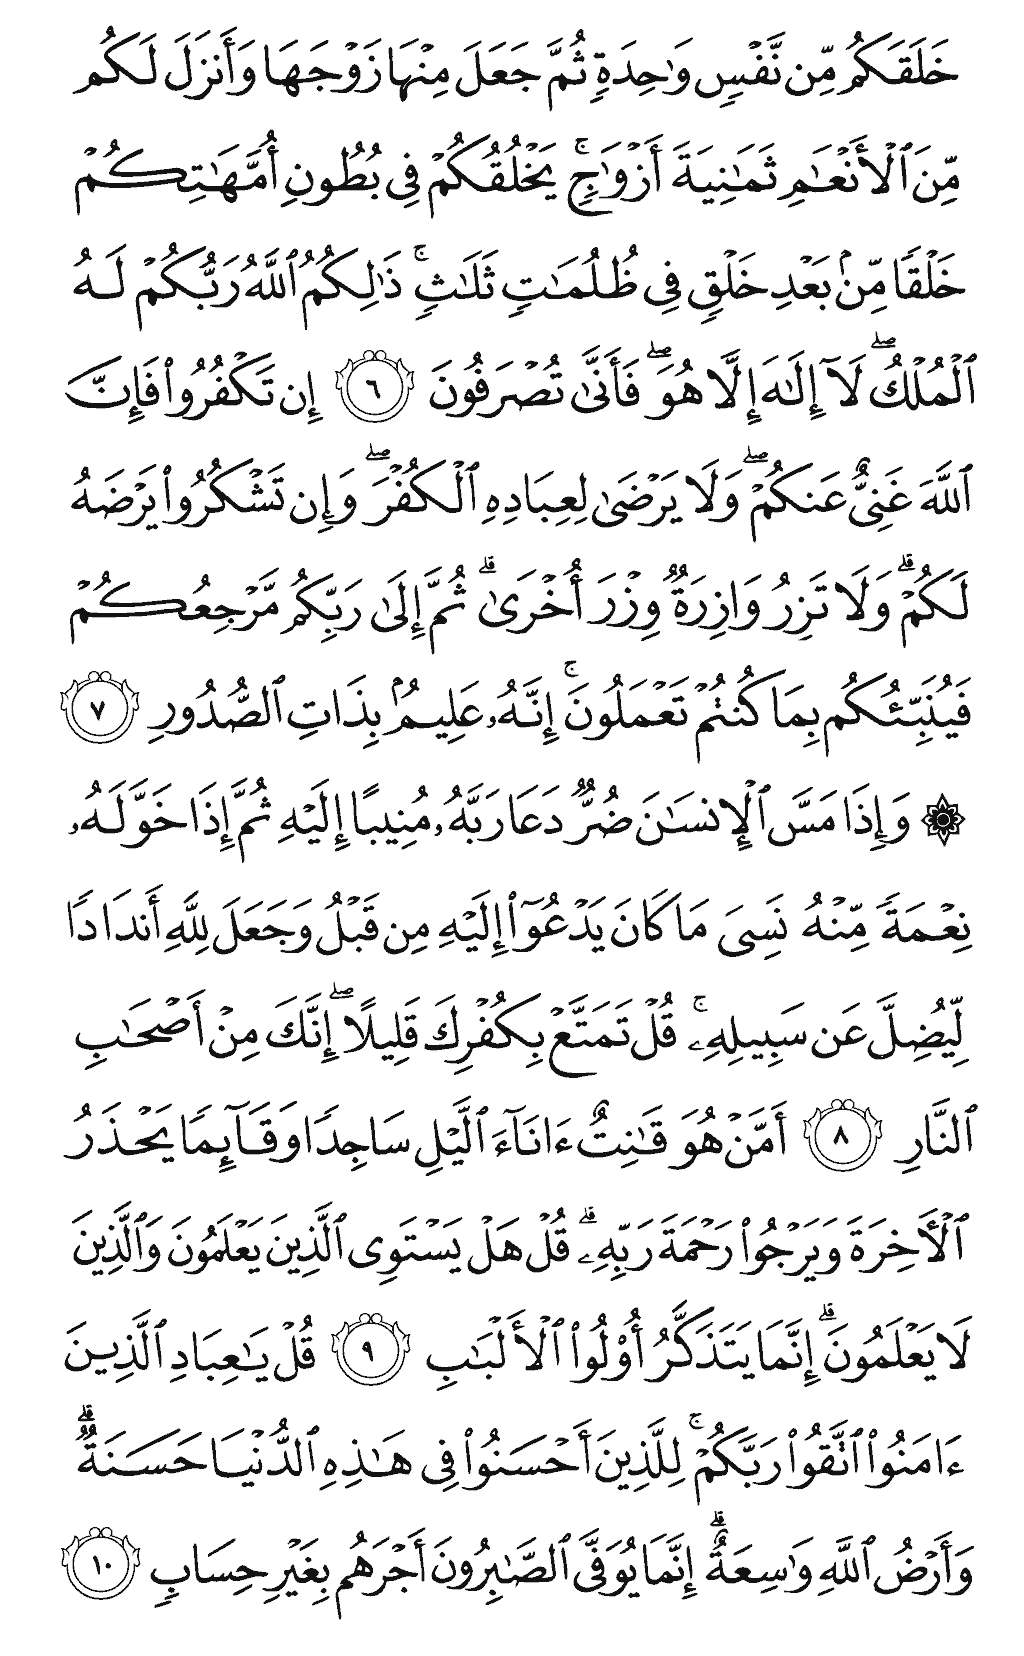 خَلَقَكُم مِّن نَّفْسٍ وَٰحِدَةٍ ثُمَّ جَعَلَ مِنْهَا زَوْجَهَا وَأَنزَلَ لَكُم
مِّنَ ٱلْأَنْعَٰمِ ثَمَٰنِيَةَ أَزْوَٰجٍ ۚ يَخْلُقُكُمْ فِى بُطُونِ أُمَّهَٰتِكُمْ
خَلْقًا مِّنۢ بَعْدِ خَلْقٍ فِى ظُلُمَٰتٍ ثَلَٰثٍ ۚ ذَٰلِكُمُ ٱللَّهُ رَبُّكُمْ لَهُ
ٱلْمُلْكُ ۖ لَآ إِلَٰهَ إِلَّا هُوَ ۖ فَأَنَّىٰ تُصْرَفُونَ ٦ إِن تَكْفُرُوا۟ فَإِنَّ
ٱللَّهَ غَنِىٌّ عَنكُمْ ۖ وَلَا يَرْضَىٰ لِعِبَادِهِ ٱلْكُفْرَ ۖ وَإِن تَشْكُرُوا۟ يَرْضَهُ
لَكُمْ ۗ وَلَا تَزِرُ وَازِرَةٌ وِزْرَ أُخْرَىٰ ۗ ثُمَّ إِلَىٰ رَبِّكُم مَّرْجِعُكُمْ
فَيُنَبِّئُكُم بِمَا كُنتُمْ تَعْمَلُونَ ۚ إِنَّهُۥ عَلِيمٌۢ بِذَاتِ ٱلصُّدُورِ ٧
۞ وَإِذَا مَسَّ ٱلْإِنسَٰنَ ضُرٌّ دَعَا رَبَّهُۥ مُنِيبًا إِلَيْهِ ثُمَّ إِذَا خَوَّلَهُۥ
نِعْمَةً مِّنْهُ نَسِىَ مَا كَانَ يَدْعُوٓا۟ إِلَيْهِ مِن قَبْلُ وَجَعَلَ لِلَّهِ أَندَادًا
لِّيُضِلَّ عَن سَبِيلِهِۦ ۚ قُلْ تَمَتَّعْ بِكُفْرِكَ قَلِيلًا ۖ إِنَّكَ مِنْ أَصْحَٰبِ
ٱلنَّارِ ٨ أَمَّنْ هُوَ قَٰنِتٌ ءَانَآءَ ٱلَّيْلِ سَاجِدًا وَقَآئِمًا يَحْذَرُ
ٱلْأَخِرَةَ وَيَرْجُوا۟ رَحْمَةَ رَبِّهِۦ ۗ قُلْ هَلْ يَسْتَوِى ٱلَّذِينَ يَعْلَمُونَ وَٱلَّذِينَ
لَا يَعْلَمُونَ ۗ إِنَّمَا يَتَذَكَّرُ أُو۟لُوا۟ ٱلْأَلْبَٰبِ ٩ قُلْ يَٰعِبَادِ ٱلَّذِينَ
ءَامَنُوا۟ ٱتَّقُوا۟ رَبَّكُمْ ۚ لِلَّذِينَ أَحْسَنُوا۟ فِى هَٰذِهِ ٱلدُّنْيَا حَسَنَةٌ ۗ
وَأَرْضُ ٱللَّهِ وَٰسِعَةٌ ۗ إِنَّمَا يُوَفَّى ٱلصَّٰبِرُونَ أَجْرَهُم بِغَيْرِ حِسَابٍ ١٠